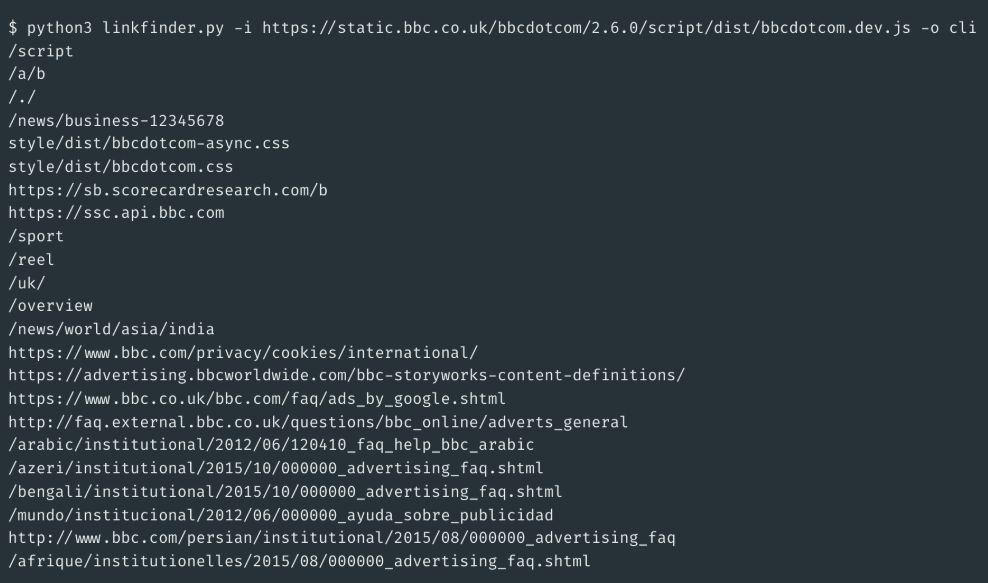 $ python3 linkfinder.py -i https://static.bbc.co.uk/bbcdotcom/2.6.0/script/dist/bbcdotcom.dev.js -o cli
/script
/a/b
/./
/news/business-12345678
style/dist/bbcdotcom-async.css
style/dist/bbcdotcom.css
https://sb.scorecardresearch.com/b
https://ssc.api.bbc.com
/sport
/reel
/uk/
/overview
/news/world/asia/india
https://www.bbc.com/privacy/cookies/international/
https://advertising.bbcworldwide.com/bbc-storyworks-content-definitions/
https://www.bbc.co.uk/bbc.com/faq/ads_by_google.shtml
http://faq.external.bbc.co.uk/questions/bbc_online/adverts_general
/arabic/institutional/2012/06/120410_faq_help_bbc_arabic
/azeri/institutional/2015/10/000000_advertising_faq.shtml
/bengali/institutional/2015/10/000000_advertising_faq.shtml
/mundo/institucional/2012/06/000000_ayuda_sobre_publicidad
http://www.bbc.com/persian/institutional/2015/08/000000_advertising_faq
/afrique/institutionelles/2015/08/000000_advertising_faq.shtml